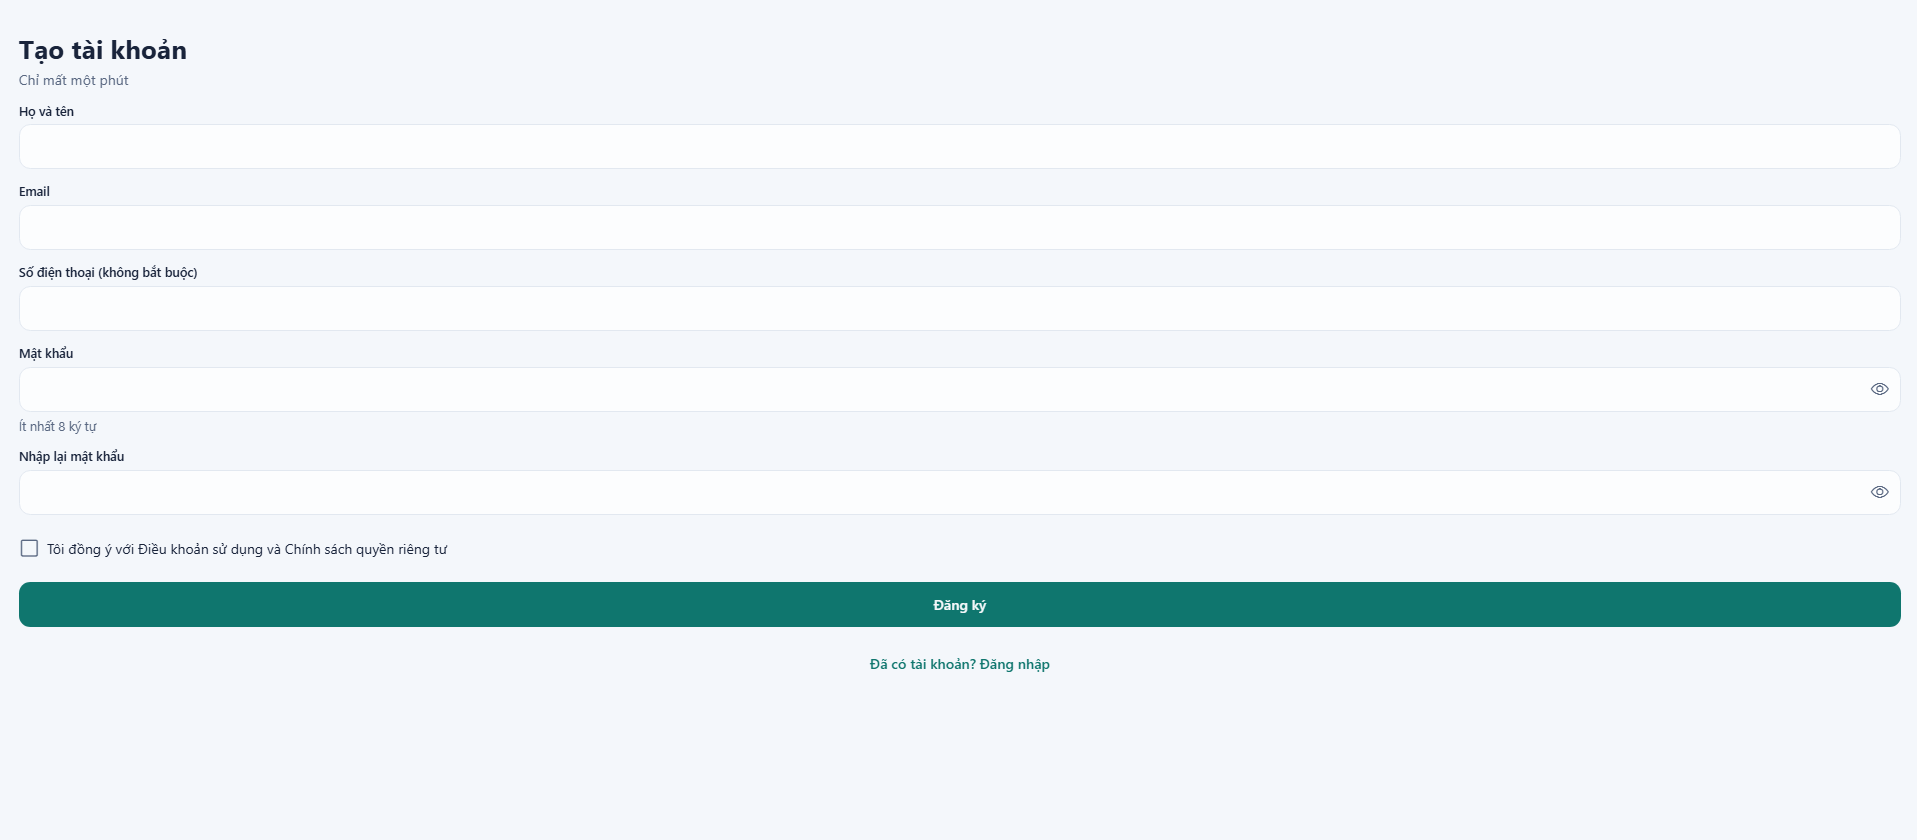 Tạo tài khoản
Chỉ mất một phút
Họ và tên
Email
Số điện thoại (không bắt buộc)
Mật khẩu
Ít nhất 8 ký tự
Nhập lại mật khẩu
Tôi đồng ý với Điều khoản sử dụng và Chính sách quyền riêng tư
Đăng ký
Đã có tài khoản? Đăng nhập